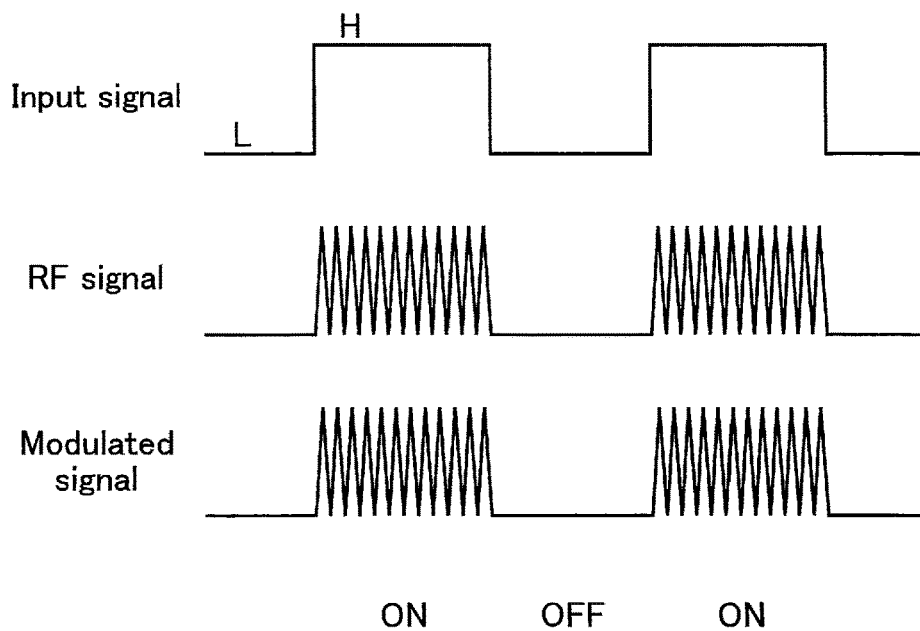 H
Input signal
L
RF signal
Modulated
signal
ON OFF ON